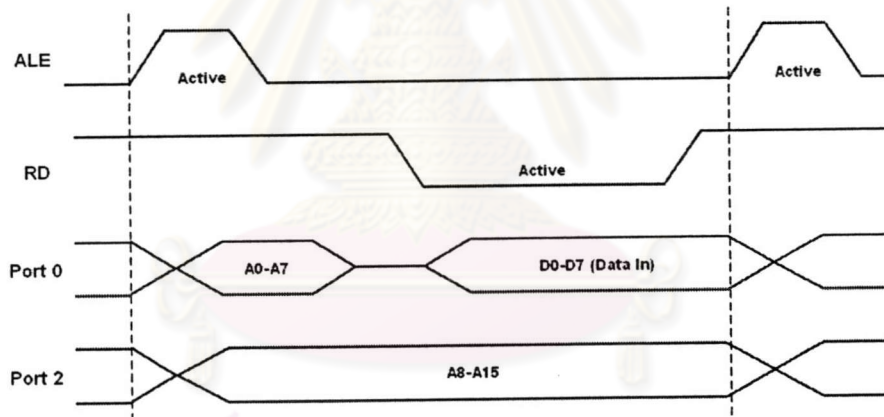 ALE
Active
Active
RD
Active
Port 0
A0-A7
D0-D7 (Data In)
Port 2
A8-A15